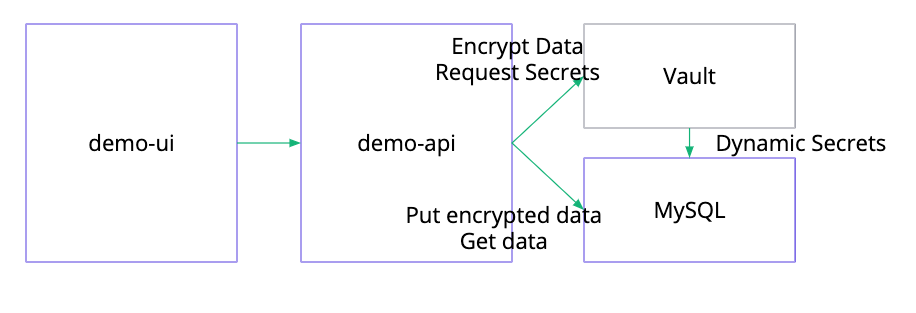 Encrypt Data
Request Secrets
Vault
demo-ui
demo-api
Dynamic Secrets
Put encrypted data
Get data
MySQL